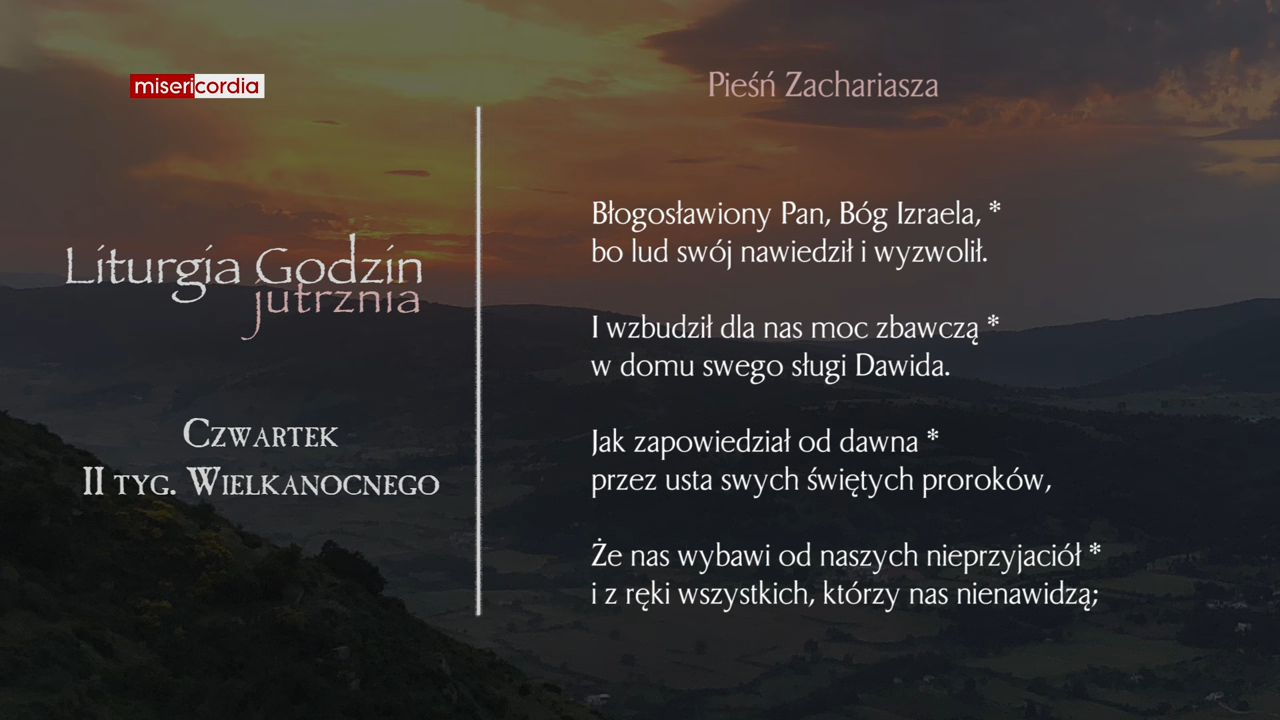 misericordia
Liturgia Godzin
jutrznia
Czwartek
II tyg. Wielkanocnego
Pieśń Zachariasza
Błogosławiony Pan, Bóg Izraela, *
bo lud swój nawiedził i wyzwolił.
I wzbudził dla nas moc zbawczą *
w domu swego sługi Dawida.
Jak zapowiedział od dawna *
przez usta swych świętych proroków,
Że nas wybawi od naszych nieprzyjaciół *
i z ręki wszystkich, którzy nas nienawidzą;